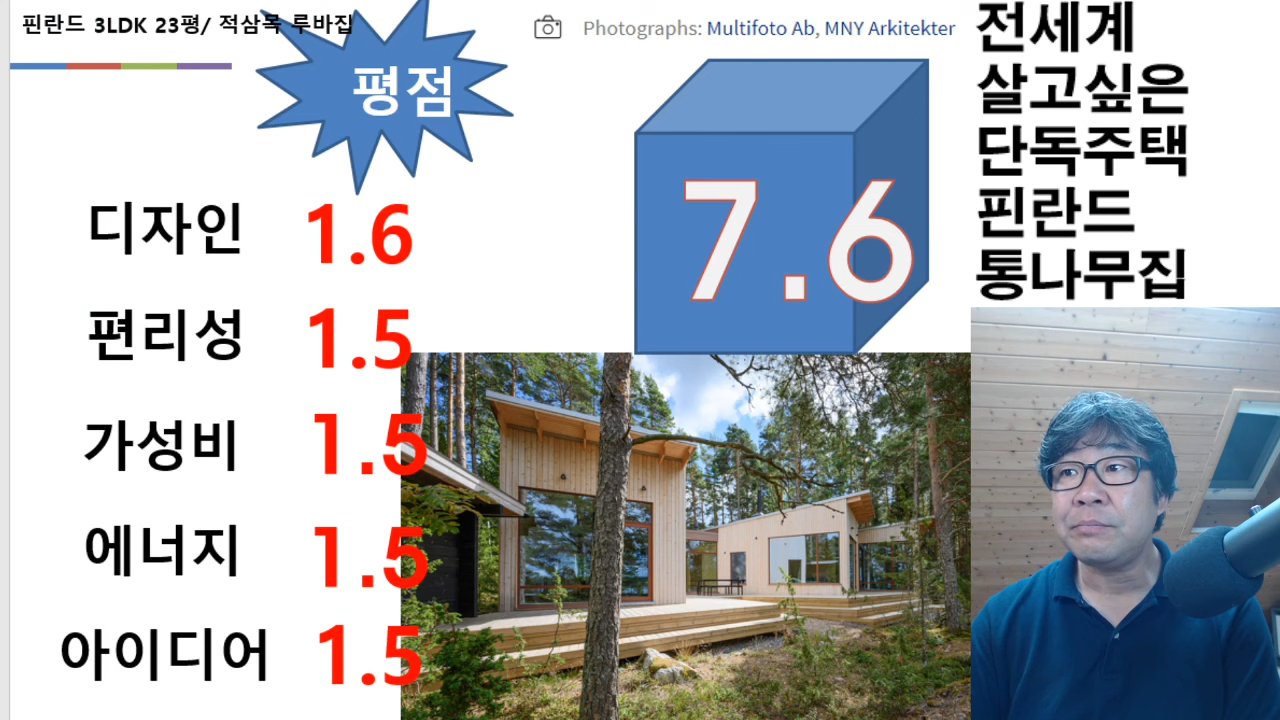 핀란드 3LDK 23평/ 적삼목 루바집
평점
Photographs: Multifoto Ab, MNY Arkitekter
7.6
전세계
살고싶은
단독주택
핀란드
통나무집
디자인 1.6
편리성 1.5
가성비 1.5
에너지 1.5
아이디어 1.5